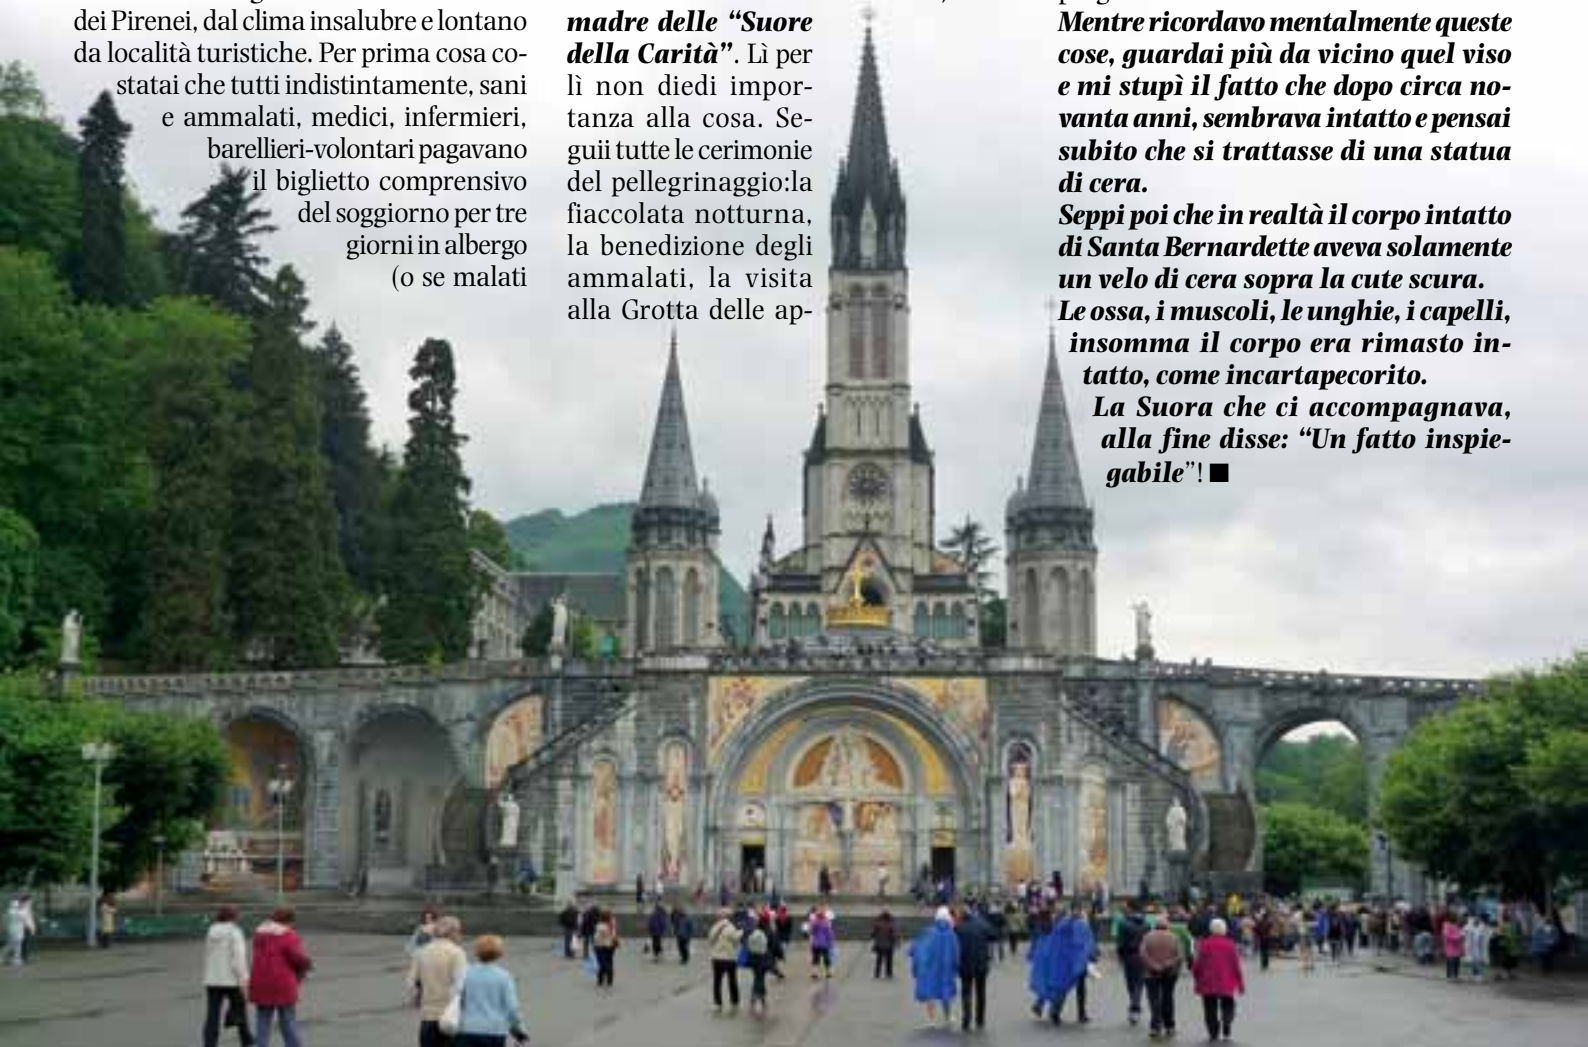 dei Pirenei, dal clima insalubre e lontano
da località turistiche. Per prima cosa co-
statai che tutti indistintamente, sani
e ammalati, medici, infermieri,
barellieri-volontari pagavano
il biglietto comprensivo
del soggiorno per tre
giorni in albergo
(o se malati
madre delle “Suore
della Carità”. Lì per
lì non diedi impor-
tanza alla cosa. Se-
guii tutte le cerimonie
del pellegrinaggio:la
fiaccolata notturna,
la benedizione degli
ammalati, la visita
alla Grotta delle ap-
Mentre ricordavo mentalmente queste
cose, guardai più da vicino quel viso
e mi stupì il fatto che dopo circa no-
vanta anni, sembrava intatto e pensai
subito che si trattasse di una statua
di cera.
Seppi poi che in realtà il corpo intatto
di Santa Bernardette aveva solamente
un velo di cera sopra la cute scura.
Le ossa, i muscoli, le unghie, i capelli,
insomma il corpo era rimasto in-
tatto, come incartapecorito.
La Suora che ci accompagnava,
alla fine disse: “Un fatto inspie-
gabile”! ■